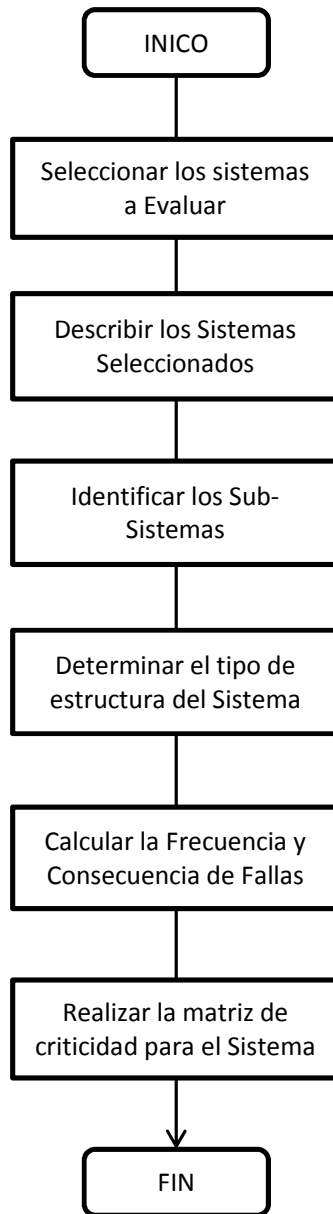 INICO
Seleccionar los sistemas
a Evaluar
Describir los Sistemas
Seleccionados
Identificar los Sub-
Sistemas
Determinar el tipo de
estructura del Sistema
Calcular la Frecuencia y
Consecuencia de Fallas
Realizar la matriz de
criticidad para el Sistema
FIN